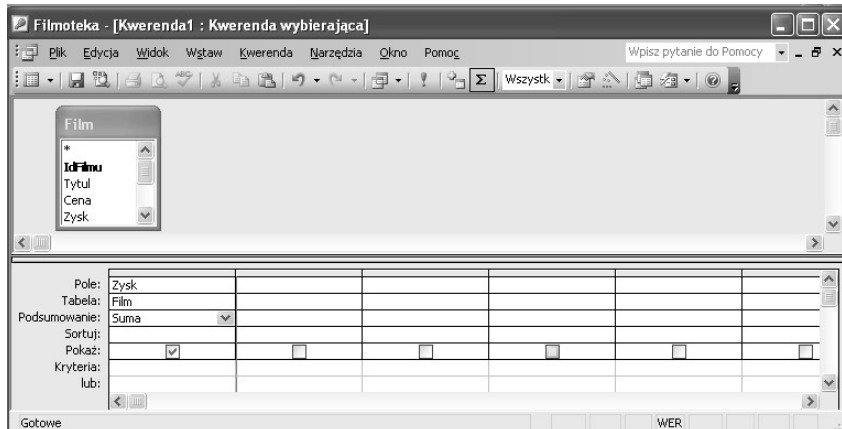 Filmoteka - [Kwerenda1 : Kwerenda wybierająca]
Plik Edycja Widok Wstaw Kwerenda Narzędzia Okno Pomoc Wpisz pytanie do Pomocy
ABC Σ Wszystk
Film
*
IdFilmu
Tytul
Cena
Zysk
Pole: Zysk
Tabela: Film
Podsumowanie: Suma
Sortuj:
Pokaż:
Kryteria:
lub:
Gotowe WER